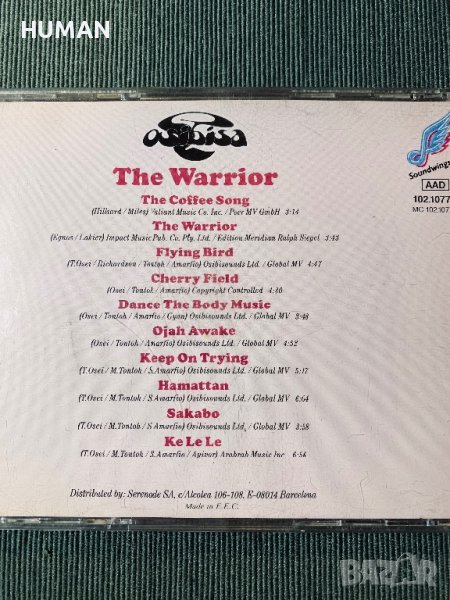 HUMAN
osibisa
Soundwings
AAD
102.1077
MC 102.107
The Warrior
The Coffee Song
(Hillard / Miles) Valiant Music Co. Inc. / Peer MV GmbH 3:14
The Warrior
(Egnos / Lakier) Impact Music Pub. Co. Pty. Ltd. / Edition Meridian Ralph Siegel 3:43
Flying Bird
(T.Osei / Richardson / Tontoh / Amarfio) Osibisounds Ltd. / Global MV 4:47
Cherry Field
(Osei / Tontoh / Amarfio) Copyright Controlled 4:20
Dance The Body Music
(Osei / Tontoh / Amarfio / Gyan) Osibisounds Ltd. / Global MV 3:48
Ojah Awake
(Osei / Tontoh / Amarfio) Osibisounds Ltd. / Global MV 4:52
Keep On Trying
(T.Osei / M.Tontoh / S.Amarfio) Osibisounds Ltd. / Global MV 5:17
Hamattan
(T.Osei / M.Tontoh / S.Amarfio) Osibisounds Ltd. / Global MV 6:04
Sakabo
(T.Osei / M.Tontoh / S.Amarfio) Osibisounds Ltd. / Global MV 3:58
Ke Le Le
(T.Osei / M.Tontoh / S.Amarfio / Ayivor) Arabrah Music Inc 6:54
Distributed by: Serenode SA, c/Alcolea 106-108, E-08014 Barcelona
Made in E.E.C.
BAZAR